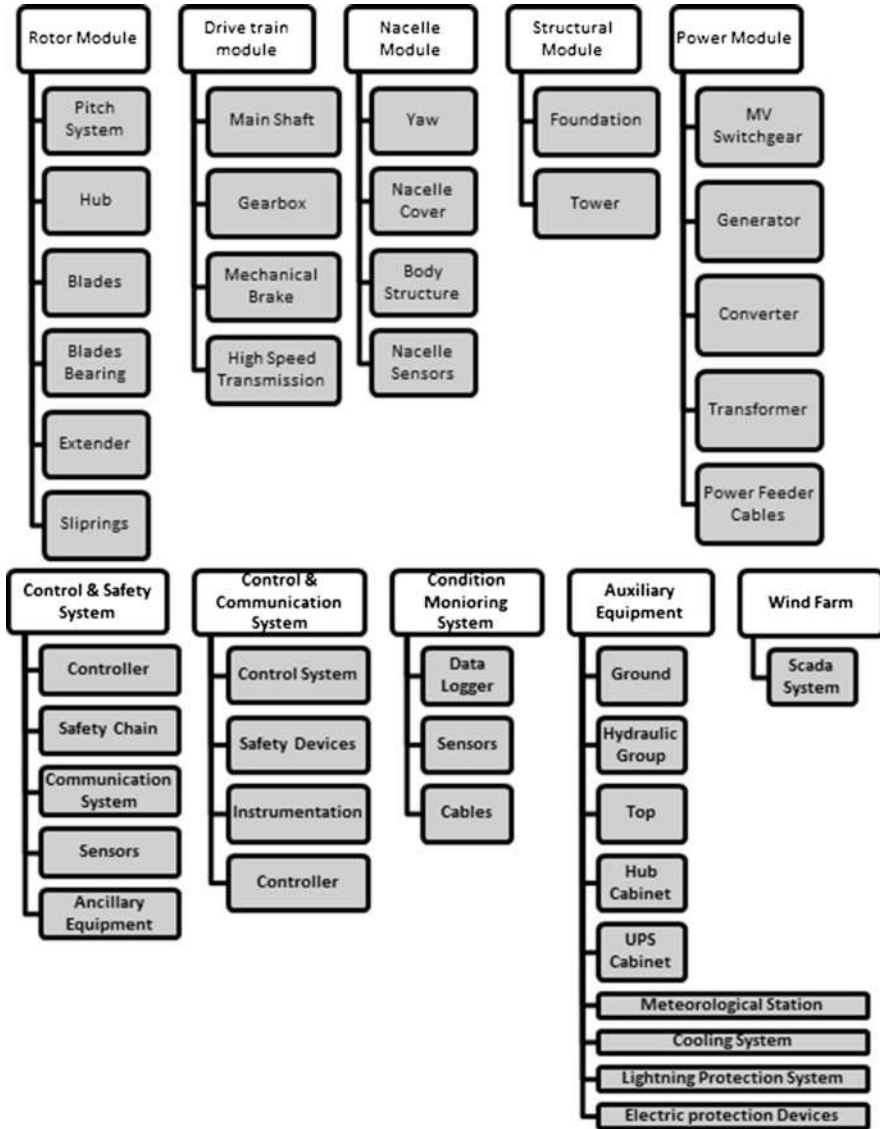 Rotor Module
Pitch
System
Hub
Blades
Blades
Bearing
Extender
Sliprings
Drive train
module
Main Shaft
Gearbox
Mechanical
Brake
High Speed
Transmission
Nacelle
Module
Yaw
Nacelle
Cover
Body
Structure
Nacelle
Sensors
Structural
Module
Foundation
Tower
Power Module
MV
Switchgear
Generator
Converter
Transformer
Power Feeder
Cables
Control & Safety
System
Controller
Safety Chain
Communication
System
Sensors
Ancillary
Equipment
Control &
Communication
System
Control System
Safety Devices
Instrumentation
Controller
Condition
Monioring
System
Data
Logger
Sensors
Cables
Auxiliary
Equipment
Ground
Hydraulic
Group
Top
Hub
Cabinet
UPS
Cabinet
Meteorological Station
Cooling System
Lightning Protection System
Electric protection Devices
Wind Farm
Scada
System